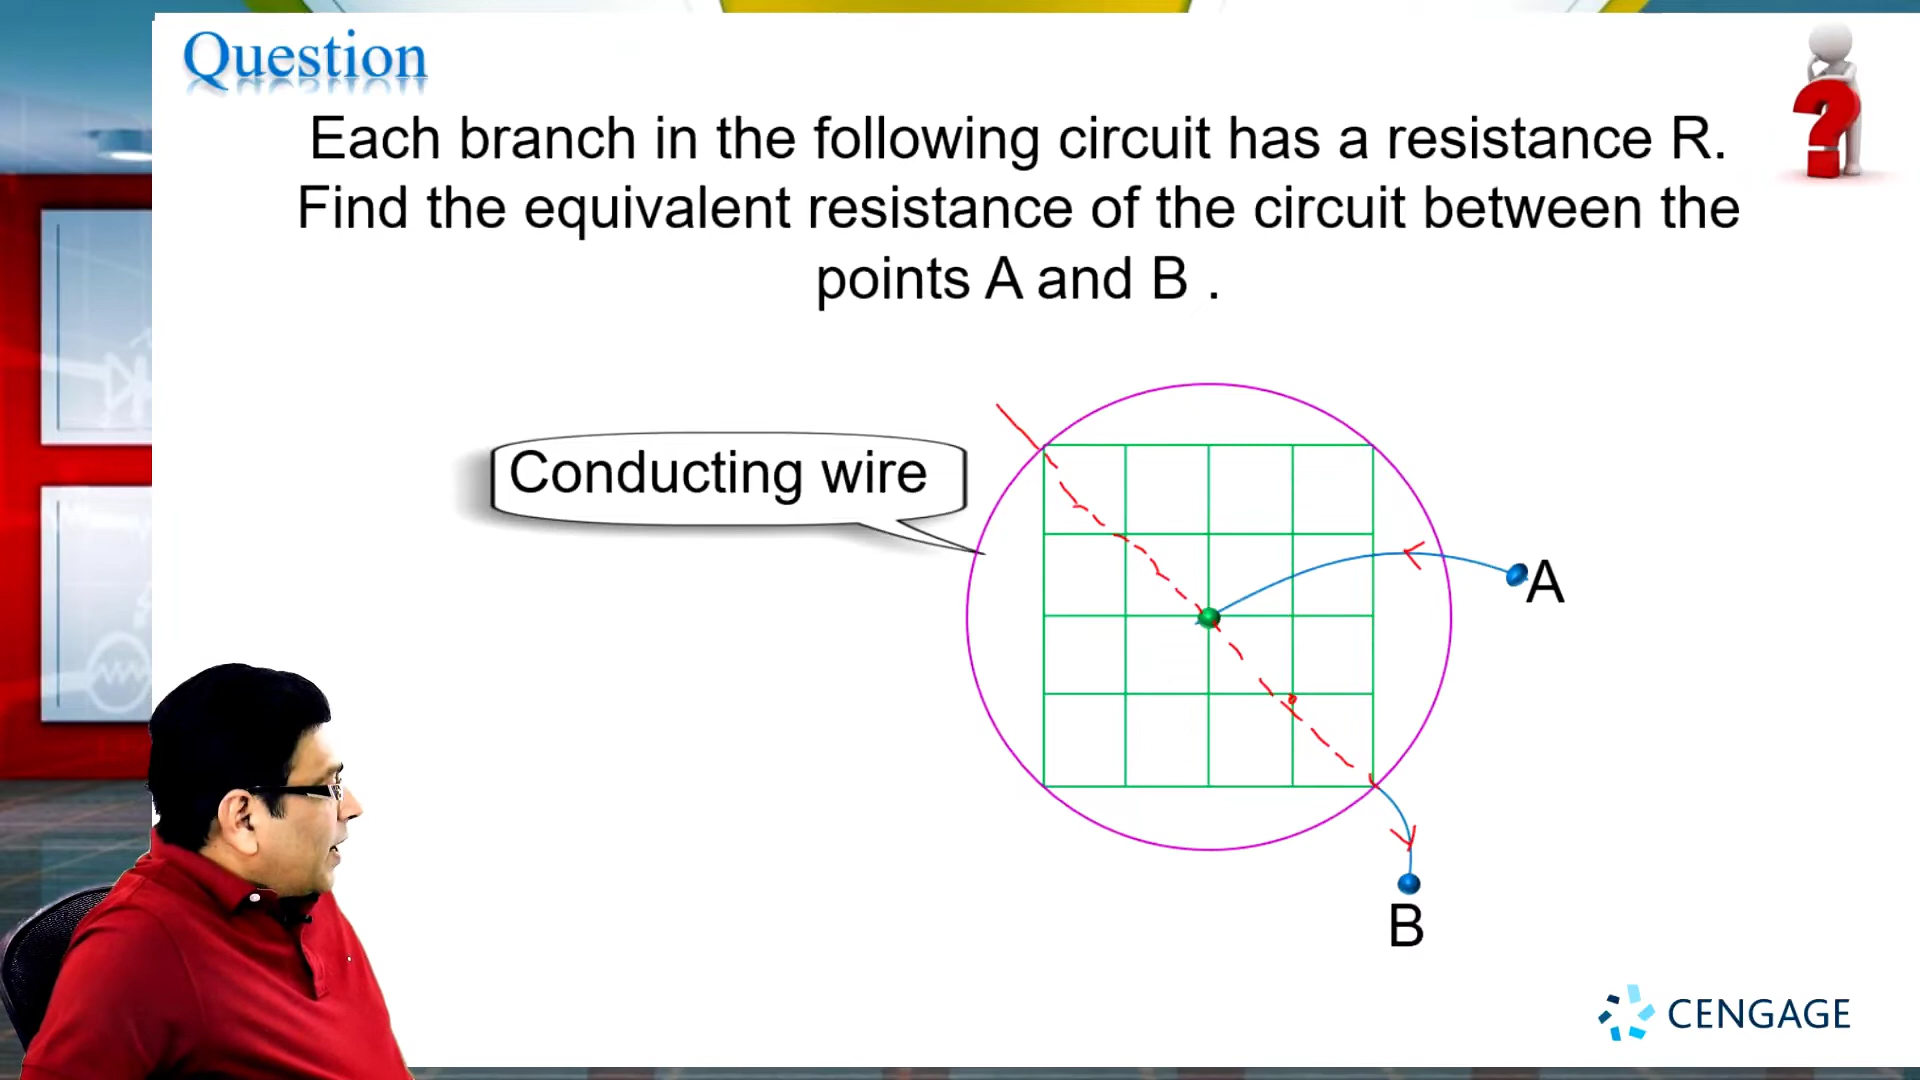 Question
Each branch in the following circuit has a resistance R.
Find the equivalent resistance of the circuit between the
points A and B .
Conducting wire
A
B
CENGAGE